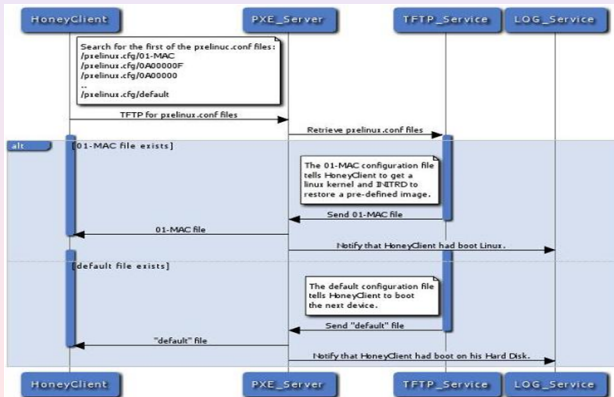 HoneyClient
PXE_Server
TFTP_Service
LOG_Service
Search for the first of the pxelinuc.conf files:
/pxelinux.cfg/01-MAC
/pxelinux.cfg/0A00000F
/pxelinux.cfg/0A00000
..
/pxelinux.cfg/default
TFTP for pxelinux.conf files
Retrieve pxelinux.conf files
alt
[01-MAC file exists]
The 01-MAC configuration file
tells HoneyClient to get a
linux kernel and INITRD to
restore a pre-defined image.
Send 01-MAC file
01-MAC file
Notify that HoneyClient had boot Linux.
[default file exists]
The default configuration file
tells HoneyClient to boot
the next device.
Send "default" file
"default" file
Notify that HoneyClient had boot on his Hard Disk.
HoneyClient
PXE_Server
TFTP_Service
LOG_Service